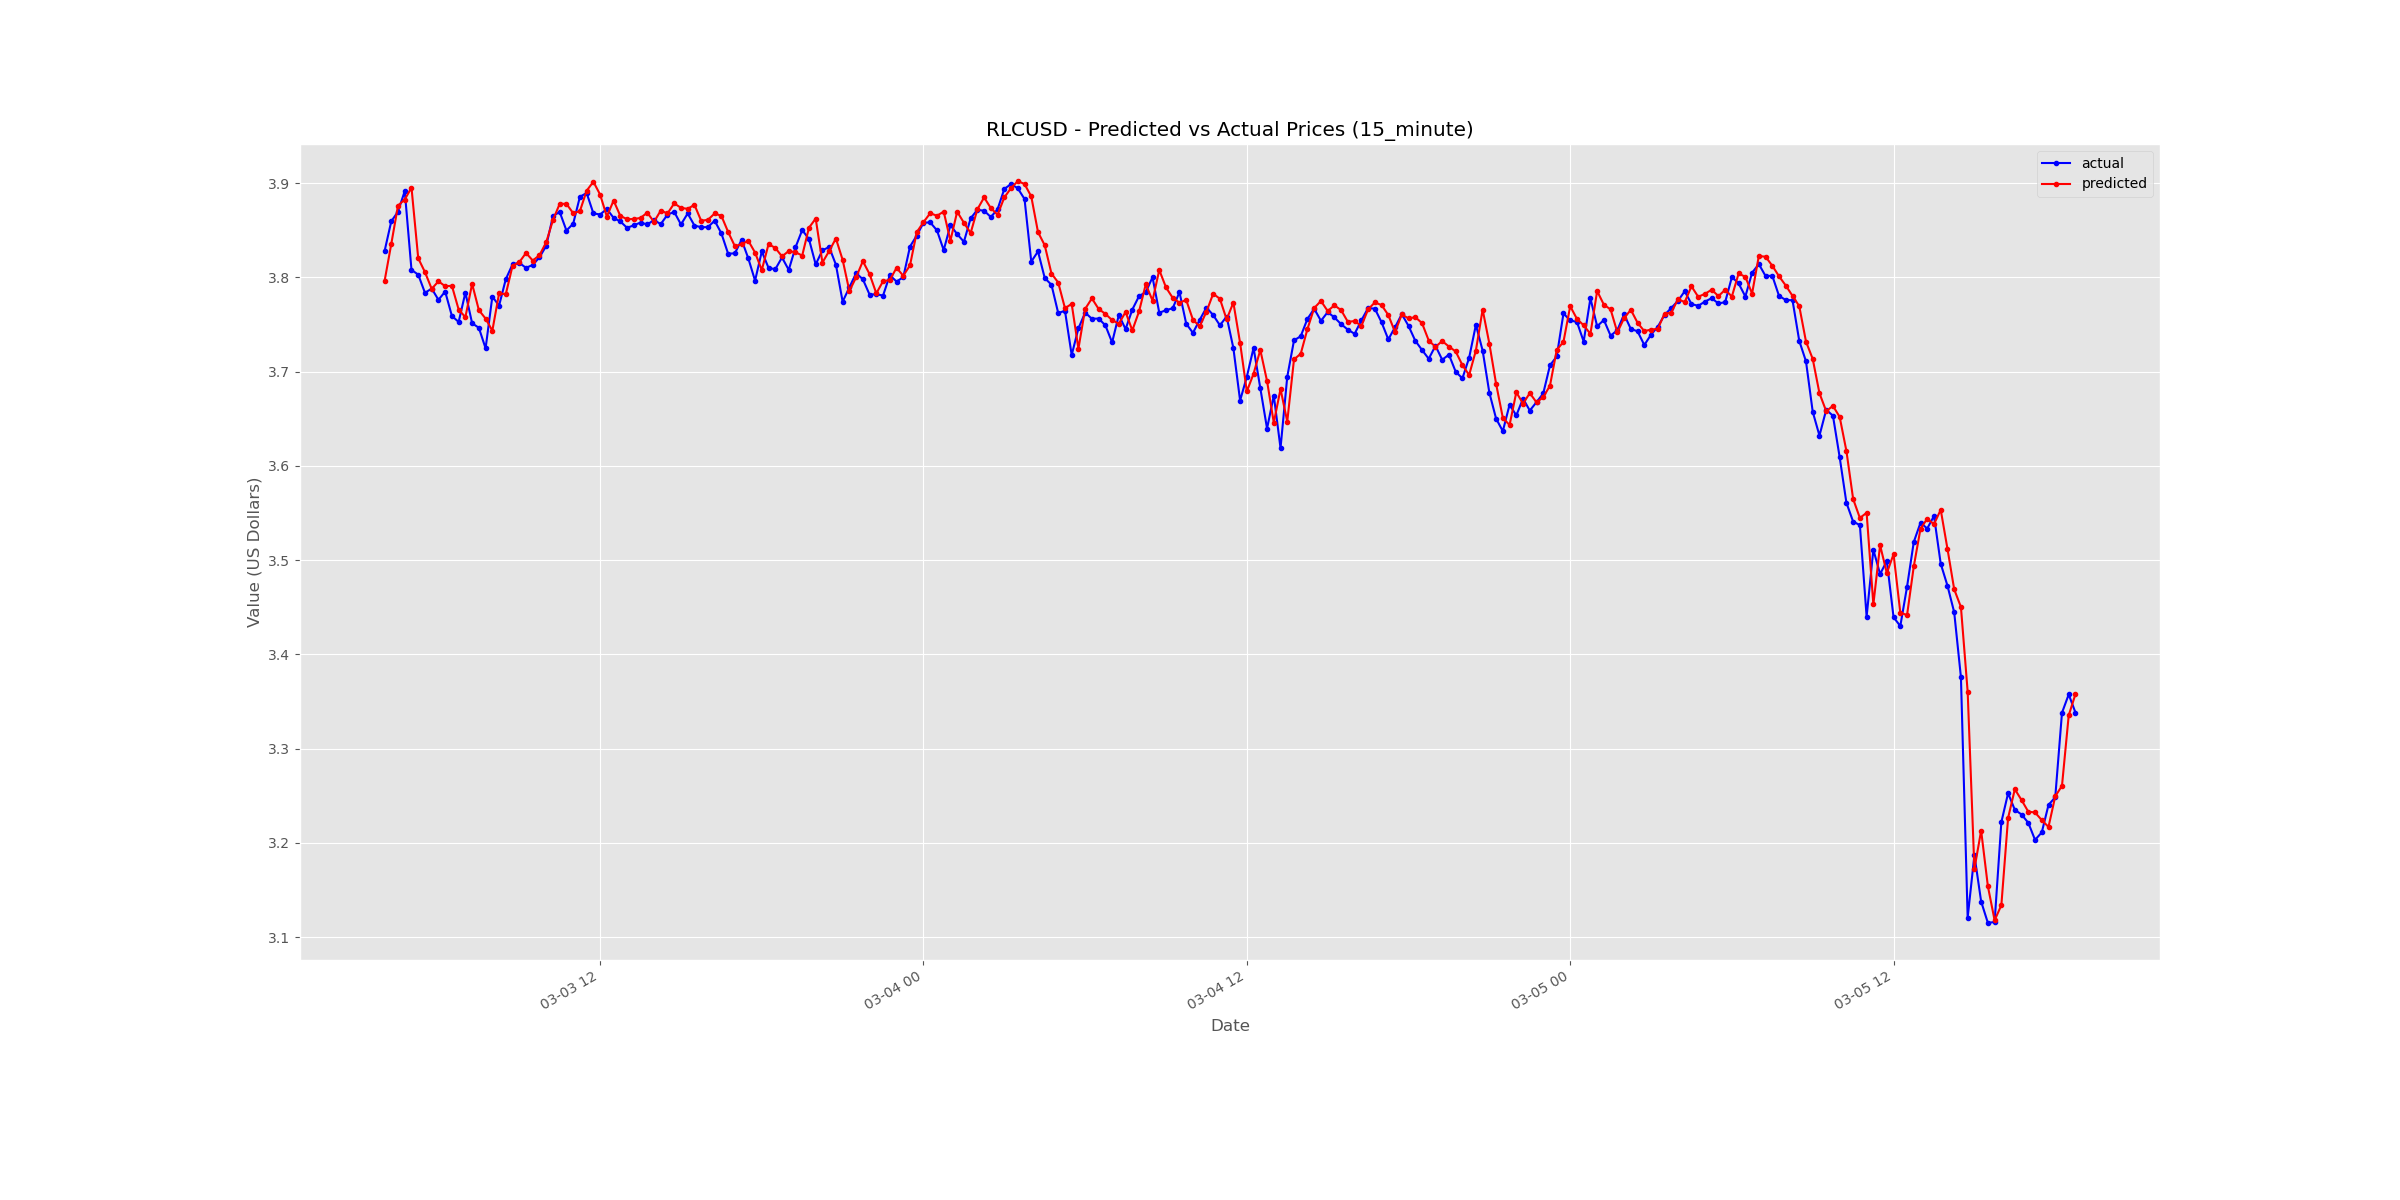 RLCUSD - Predicted vs Actual Prices (15_minute)
actual
predicted
3.9
3.8
3.7
3.6
3.5
3.4
3.3
3.2
3.1
Value (US Dollars)
03-03 12
03-04 00
03-04 12
03-05 00
03-05 12
Date